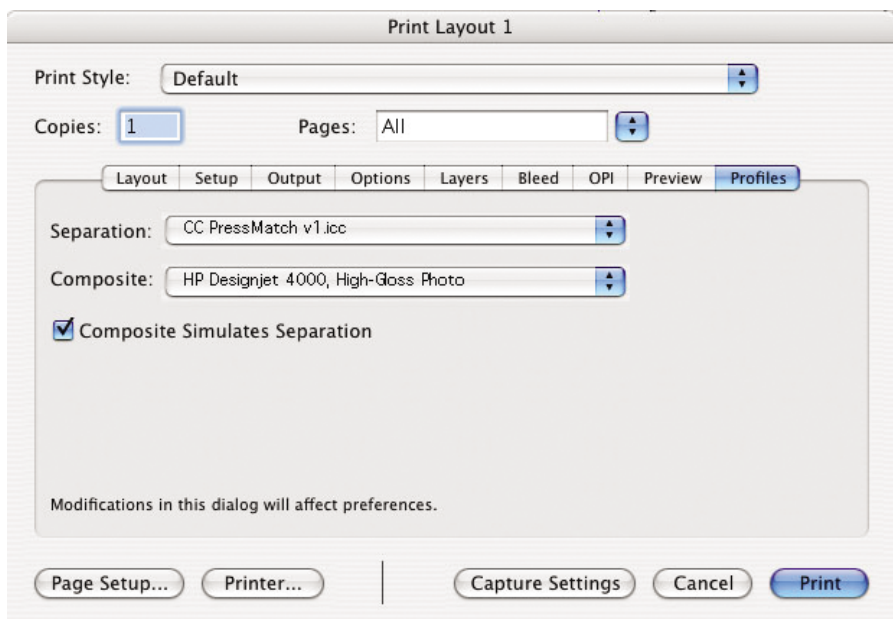 Print Layout 1
Print Style: Default
Copies: 1 Pages: All
Layout Setup Output Options Layers Bleed OPI Preview Profiles
Separation: CC PressMatch v1.icc
Composite: HP Designjet 4000, High-Gloss Photo
Composite Simulates Separation
Modifications in this dialog will affect preferences.
Page Setup... Printer... Capture Settings Cancel Print